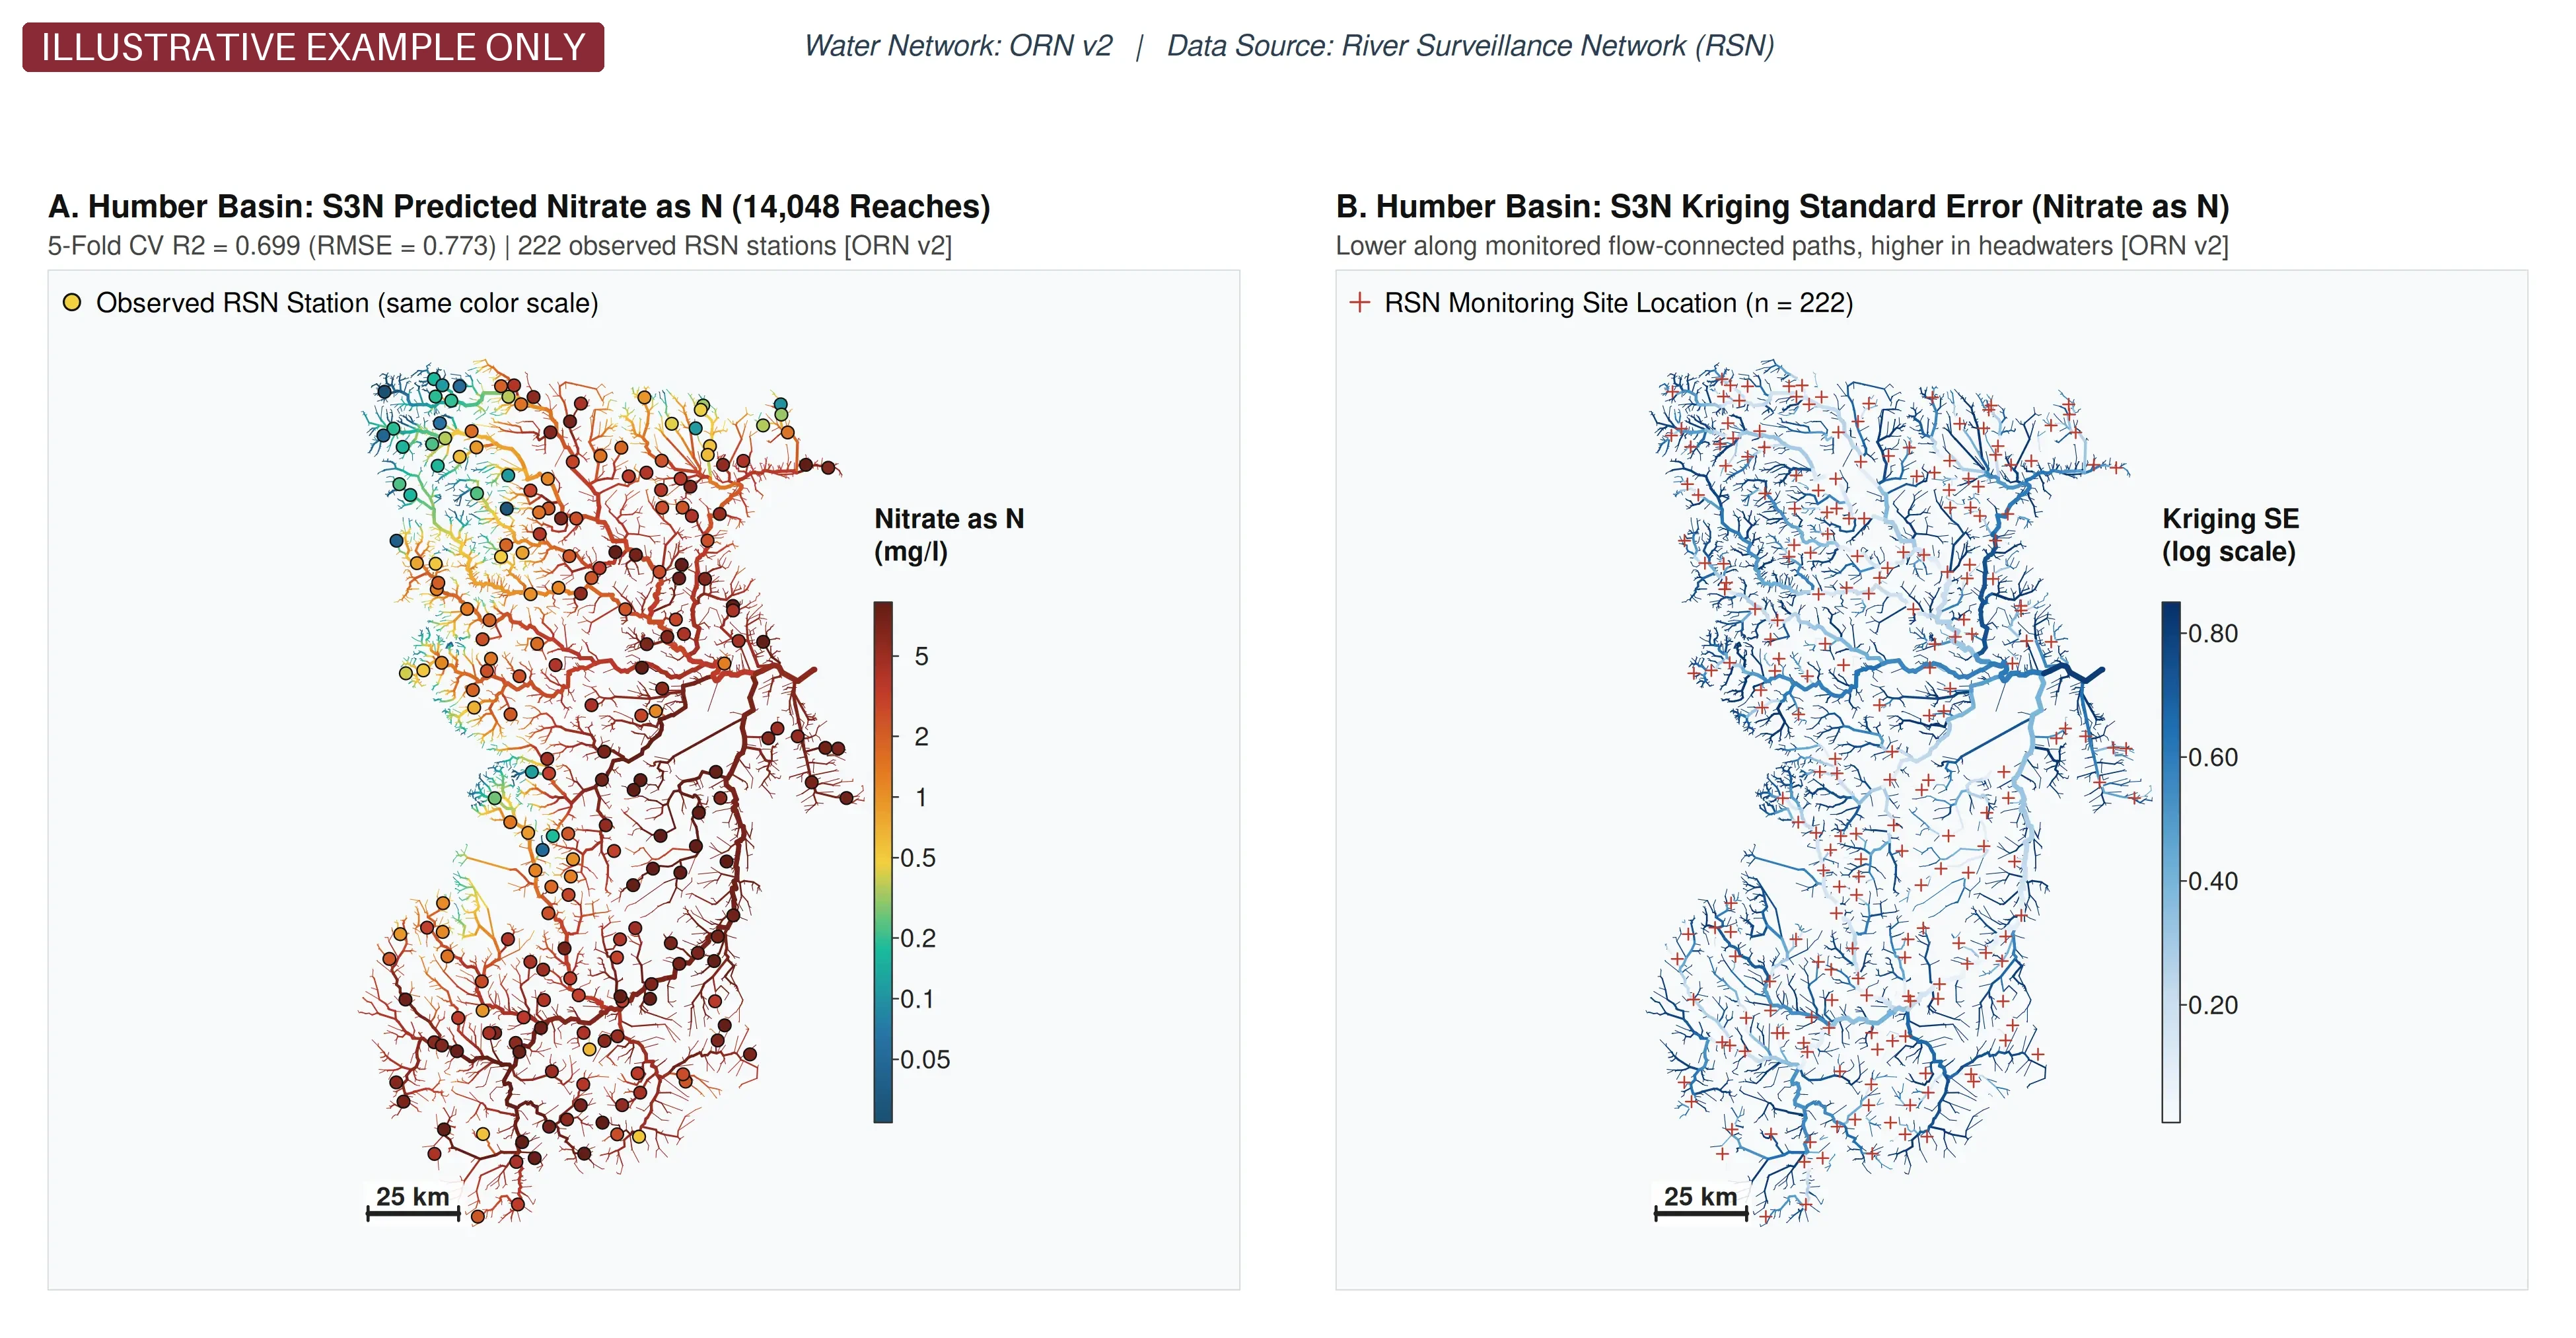 ILLUSTRATIVE EXAMPLE ONLY
Water Network: ORN v2 | Data Source: River Surveillance Network (RSN)
A. Humber Basin: S3N Predicted Nitrate as N (14,048 Reaches)
5-Fold CV R2 = 0.699 (RMSE = 0.773) | 222 observed RSN stations [ORN v2]
Observed RSN Station (same color scale)
Nitrate as N
(mg/l)
5
2
1
0.5
0.2
0.1
0.05
25 km
B. Humber Basin: S3N Kriging Standard Error (Nitrate as N)
Lower along monitored flow-connected paths, higher in headwaters [ORN v2]
RSN Monitoring Site Location (n = 222)
Kriging SE
(log scale)
0.80
0.60
0.40
0.20
25 km